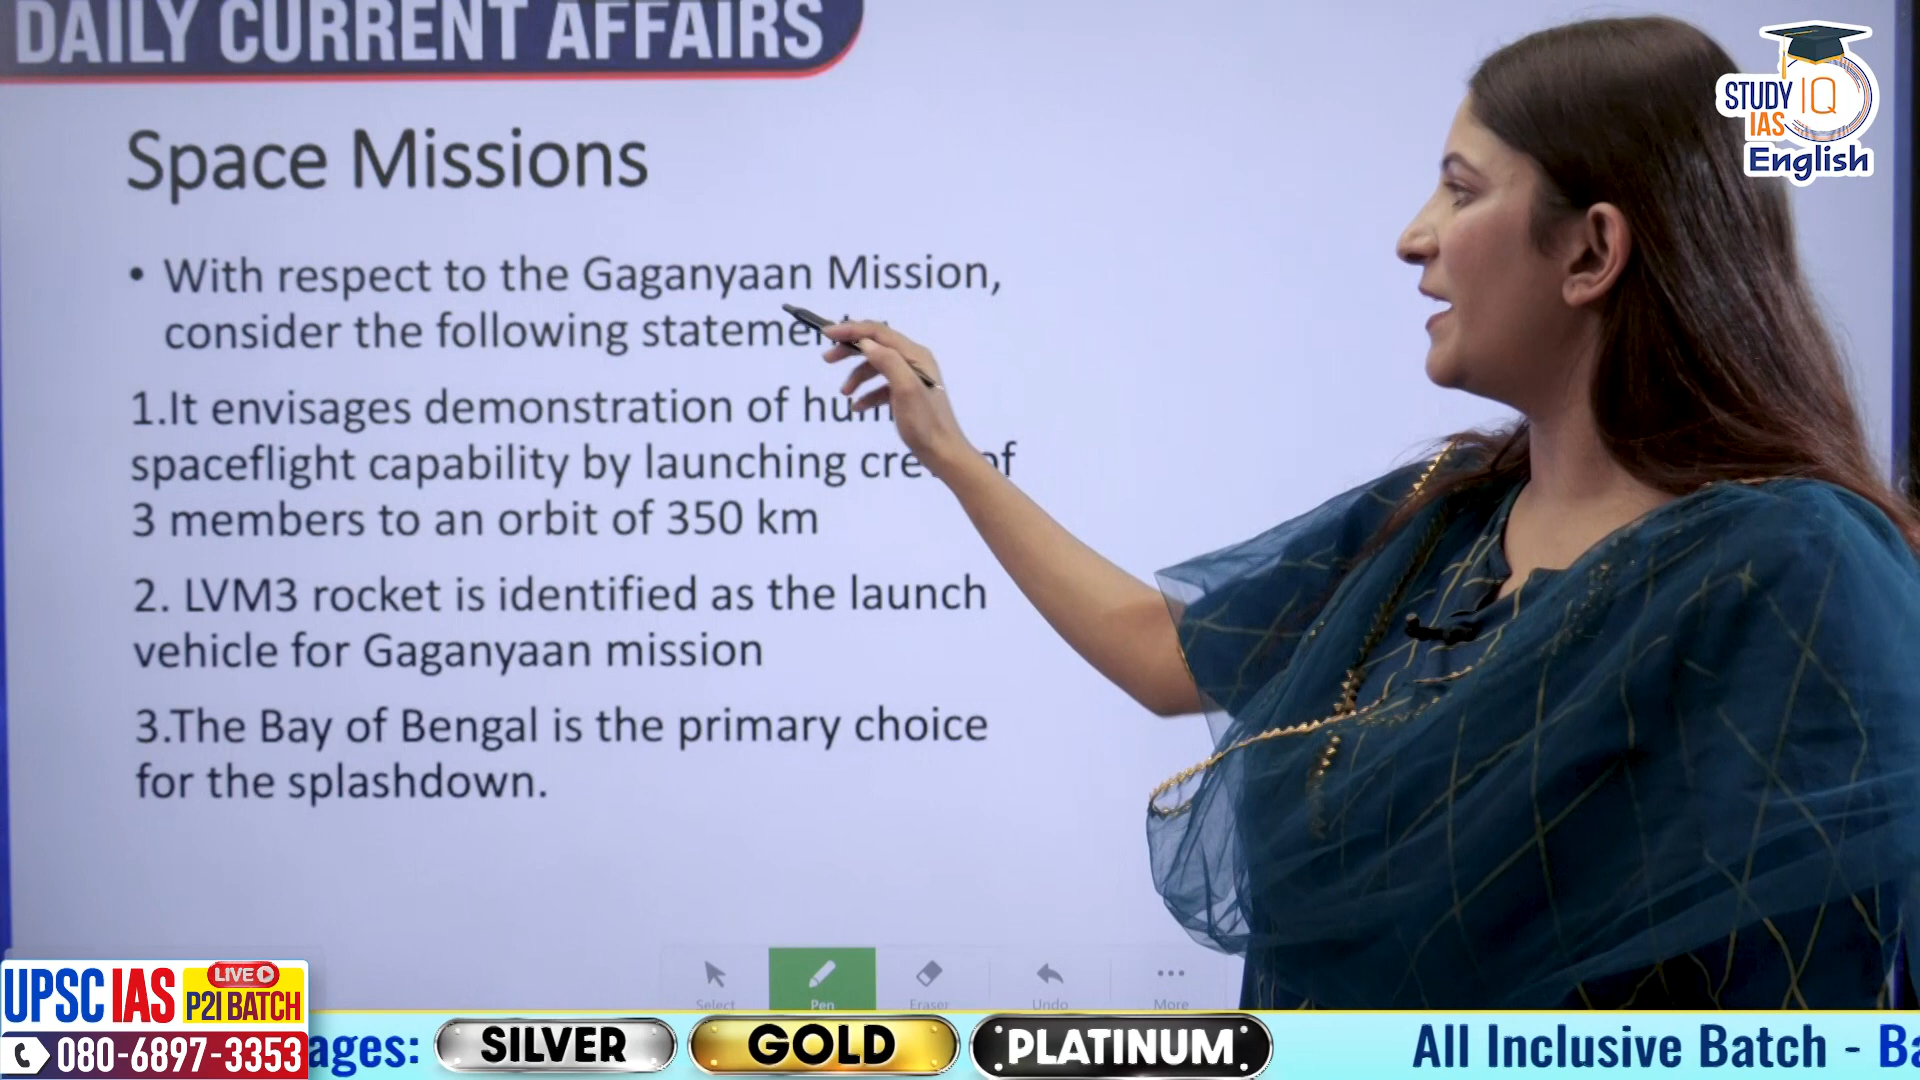 DAILY CURRENT AFFAIRS
STUDY IQ
IAS
English
Space Missions
• With respect to the Gaganyaan Mission,
consider the following
1.It envisages demonstration of
spaceflight capability by launching of
3 members to an orbit of 350 km
2. LVM3 rocket is identified as the launch
vehicle for Gaganyaan mission
3.The Bay of Bengal is the primary choice
for the splashdown.
Select Pen Eraser Undo More
UPSC IAS LIVE
P2I BATCH
080-6897-3353
ages: SILVER GOLD PLATINUM All Inclusive Batch -